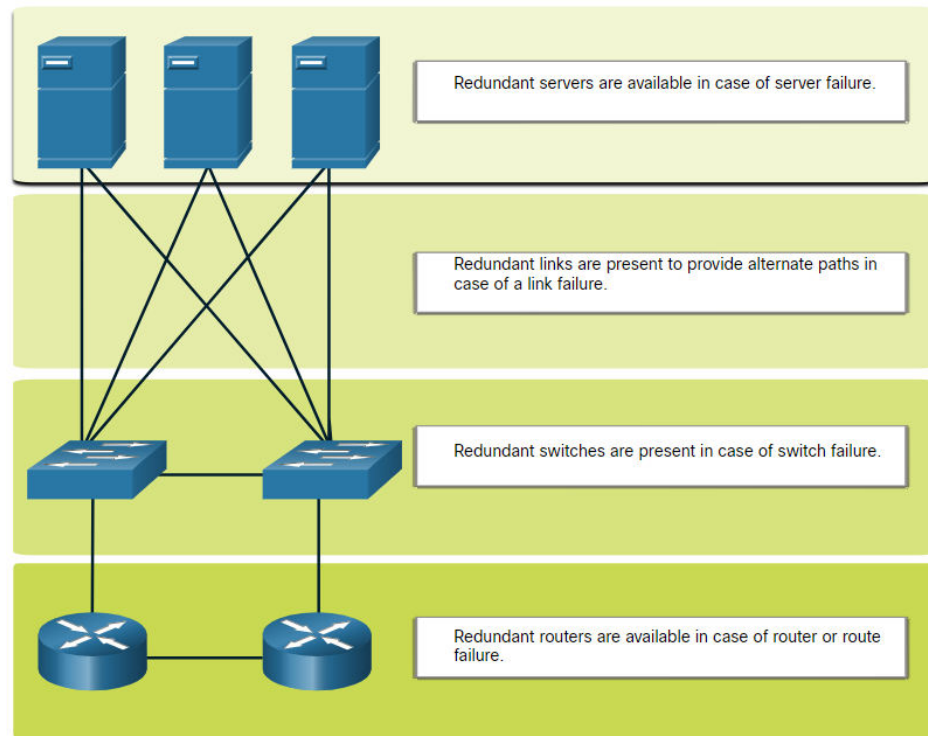 Redundant servers are available in case of server failure.
Redundant links are present to provide alternate paths in
case of a link failure.
Redundant switches are present in case of switch failure.
Redundant routers are available in case of router or route
failure.